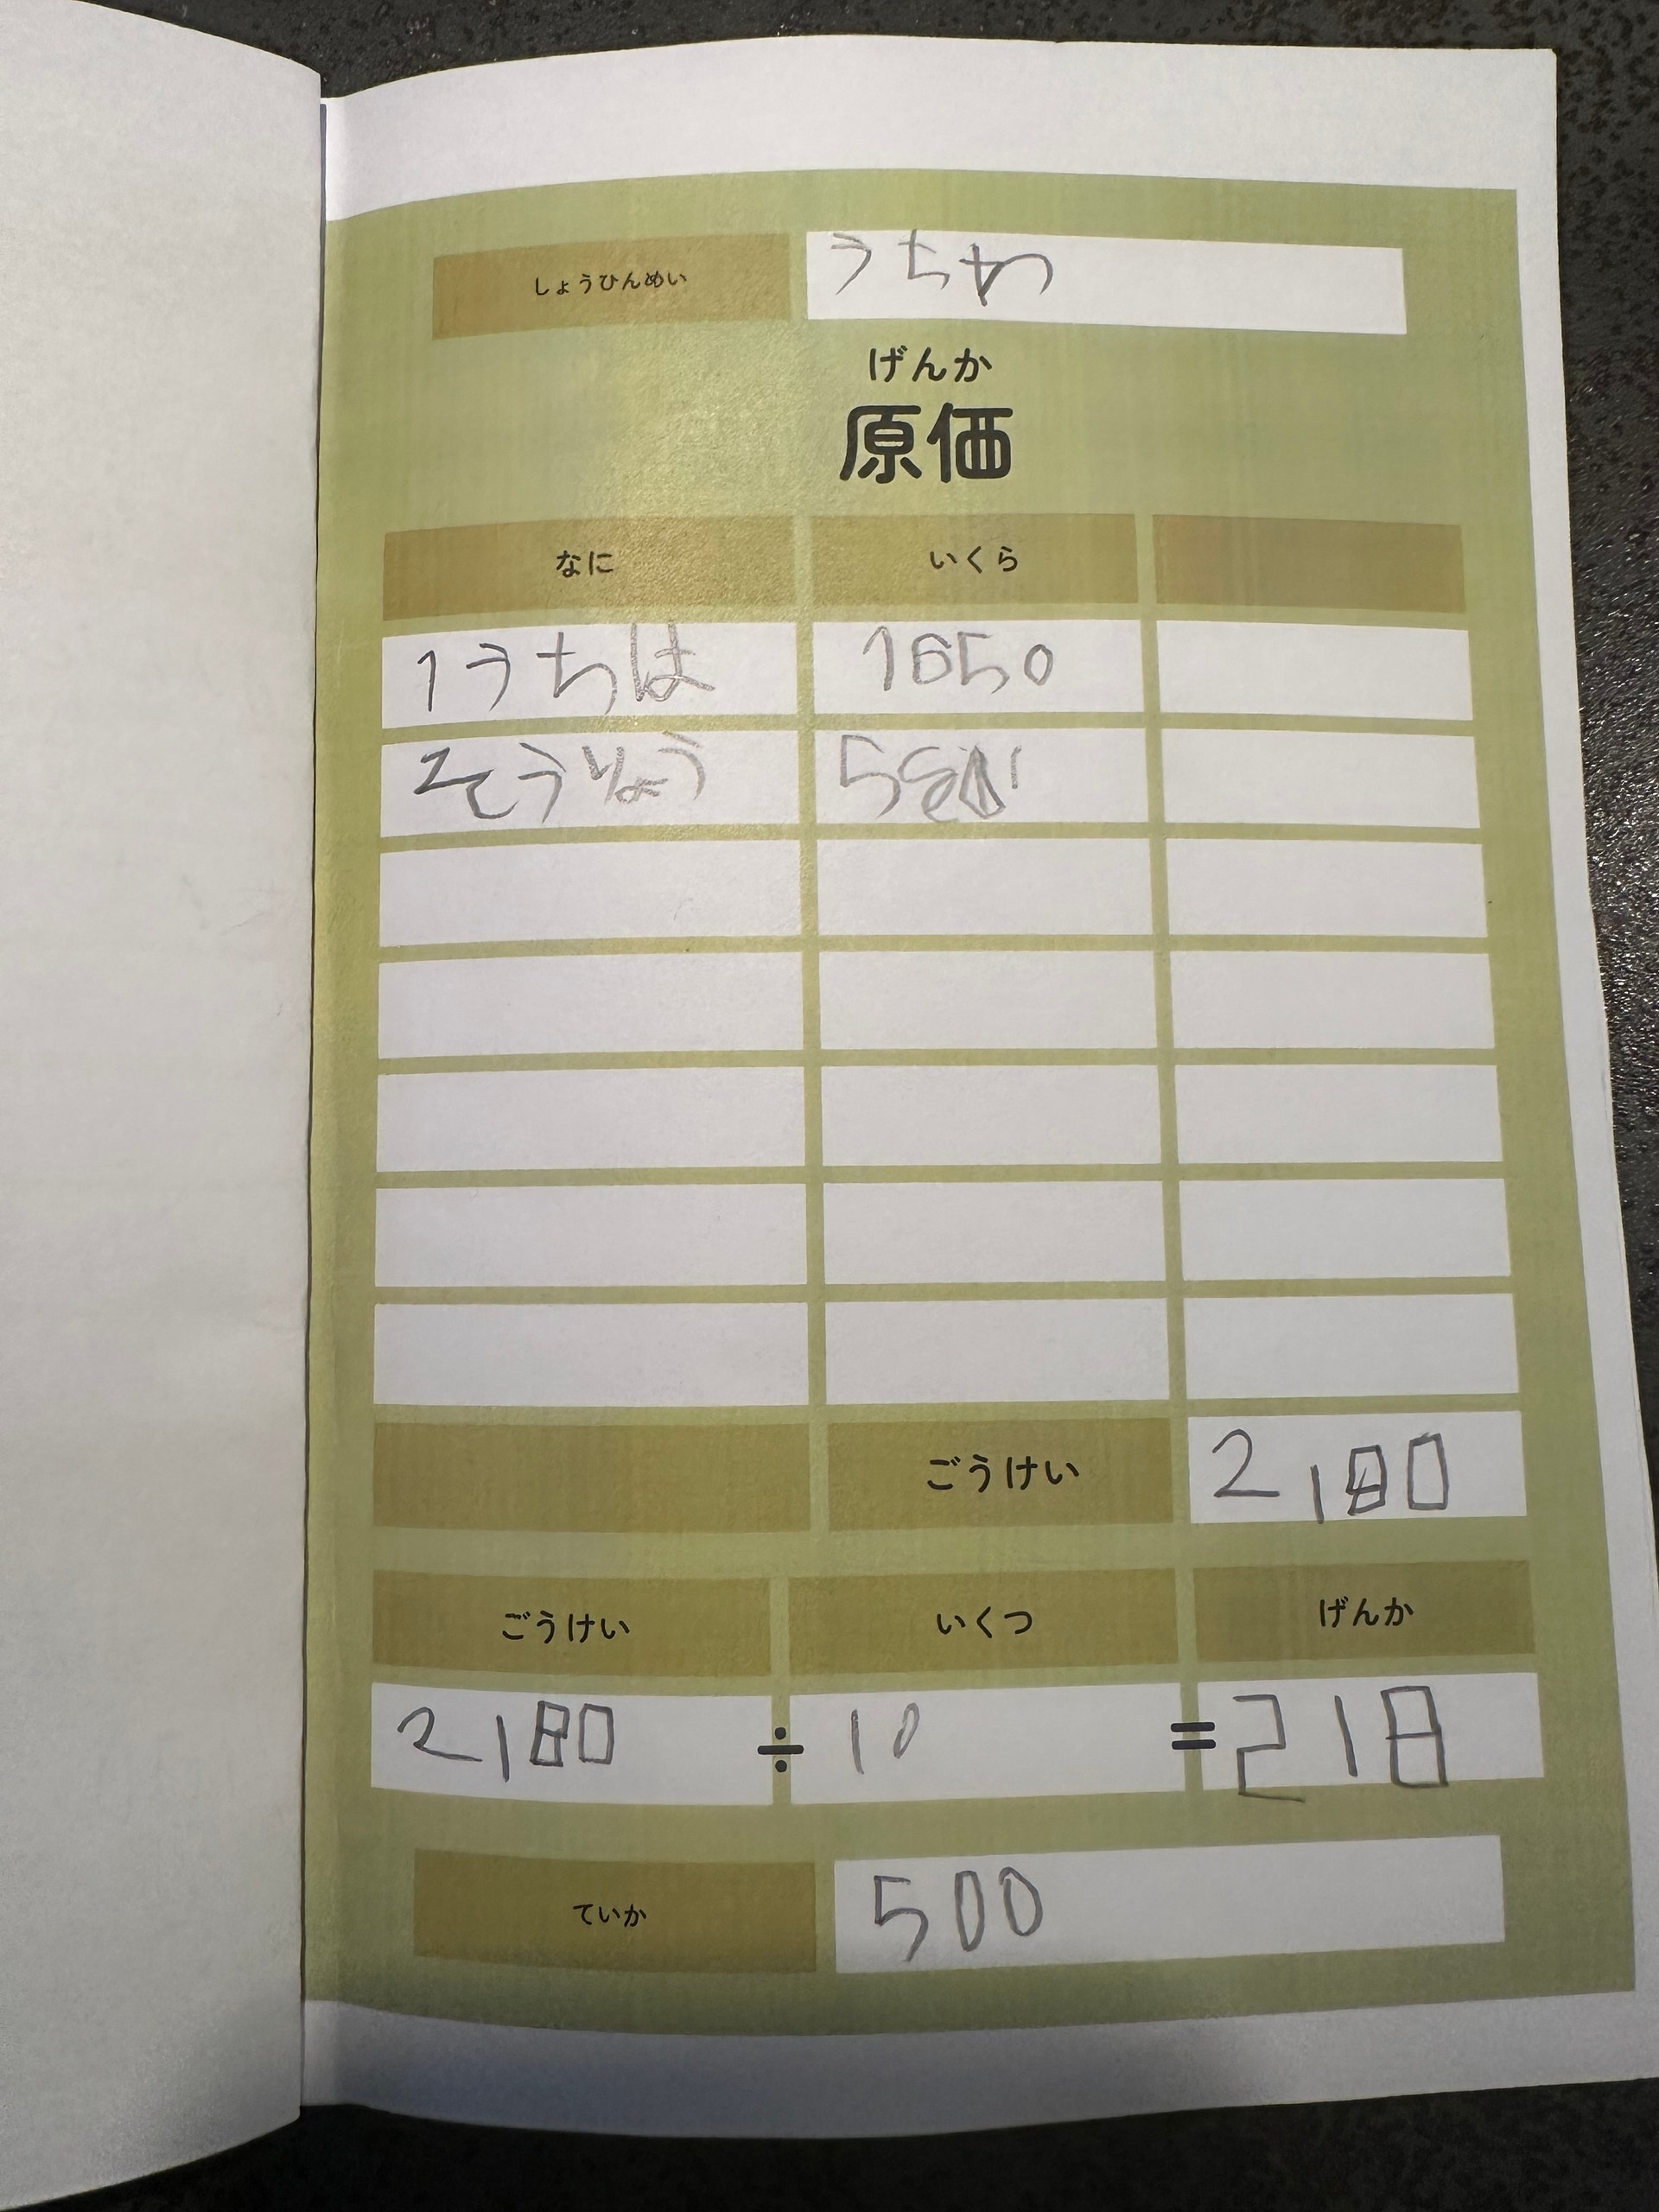 しょうひんめい うちわ
げんか
原価
なに いくら
1うちは 1650
2そうりょう
ごうけい 2180
ごうけい いくつ げんか
2180 ÷ 10 = 218
ていか 500